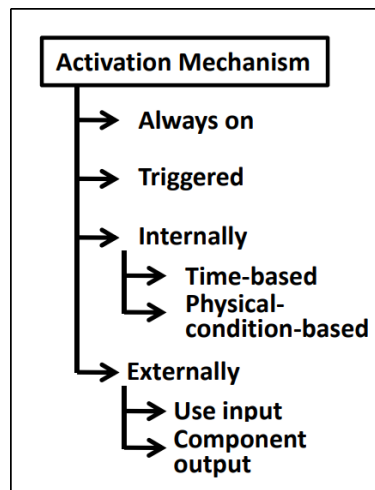 Activation Mechanism
Always on
Triggered
Internally
Time-based
Physical-
condition-based
Externally
Use input
Component
output